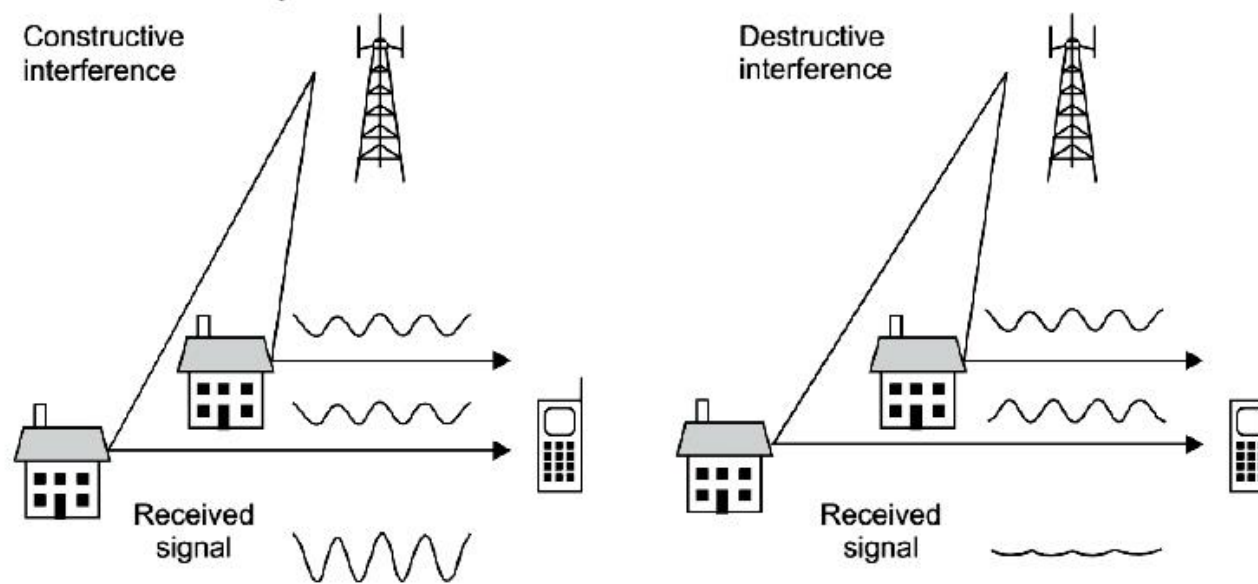 Constructive
interference
Destructive
interference
Received
signal
Received
signal